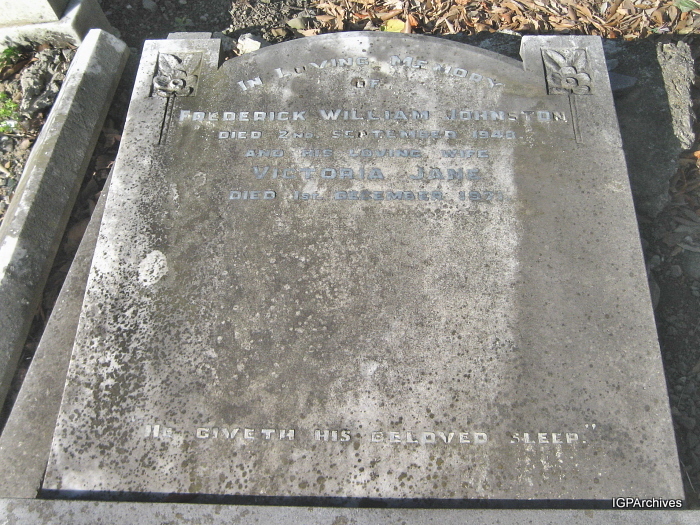 In Loving Memory
of
Frederick William Johnston
died 2nd September
and his loving wife
Victoria Jane
died 1st December
"He giveth his beloved sleep."
IGPArchives